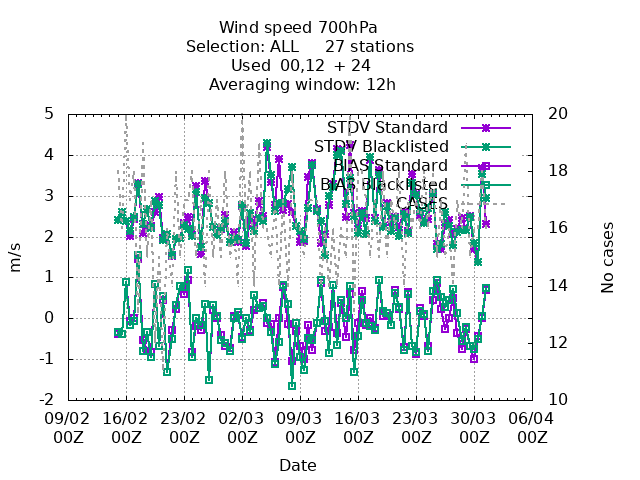 Wind speed 700hPa
Selection: ALL 27 stations
Used 00,12 + 24
Averaging window: 12h
STDV Standard
STDV Blacklisted
BIAS Standard
BIAS Blacklisted
CASES
m/s
5
4
3
2
1
0
-1
-2
No cases
20
18
16
14
12
10
09/02 16/02 23/02 02/03 09/03 16/03 23/03 30/03 06/04
00Z 00Z 00Z 00Z 00Z 00Z 00Z 00Z 00Z
Date